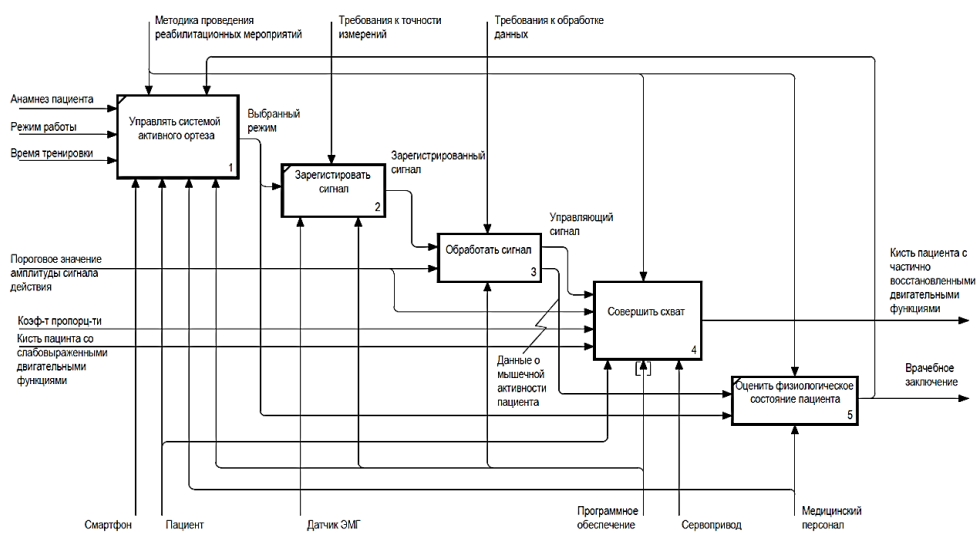 Методика проведения
реабилитационных мероприятий
Требования к точности
измерений
Требования к обработке
данных
Анамнез пациента
Режим работы
Время тренировки
Управлять системой
активного ортеза
1
Выбранный
режим
Зарегистировать
сигнал
2
Зарегистрированный
сигнал
Обработать сигнал
3
Управляющий
сигнал
Пороговое значение
амплитуды сигнала
действия
Коэф-т пропорц-ти
Кисть пацинта со
слабовыраженными
двигательными
функциями
Совершить схват
4
Данные о
мышечной
активности
пациента
Кисть пациента с
частично
восстановленными
двигательными
функциями
Оценить физиологическое
состояние пациента
5
Врачебное
заключение
Смартфон
Пациент
Датчик ЭМГ
Программное
обеспечение
Сервопривод
Медицинский
персонал